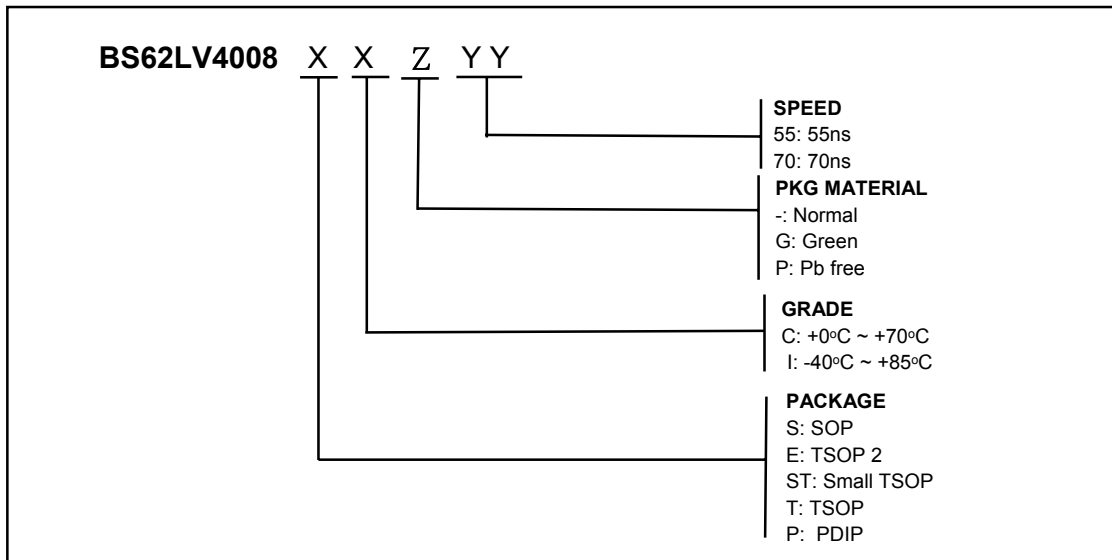 BS62LV4008 X X Z Y Y
SPEED
55: 55ns
70: 70ns
PKG MATERIAL
-: Normal
G: Green
P: Pb free
GRADE
C: +0oC ~ +70oC
I: -40oC ~ +85oC
PACKAGE
S: SOP
E: TSOP 2
ST: Small TSOP
T: TSOP
P: PDIP